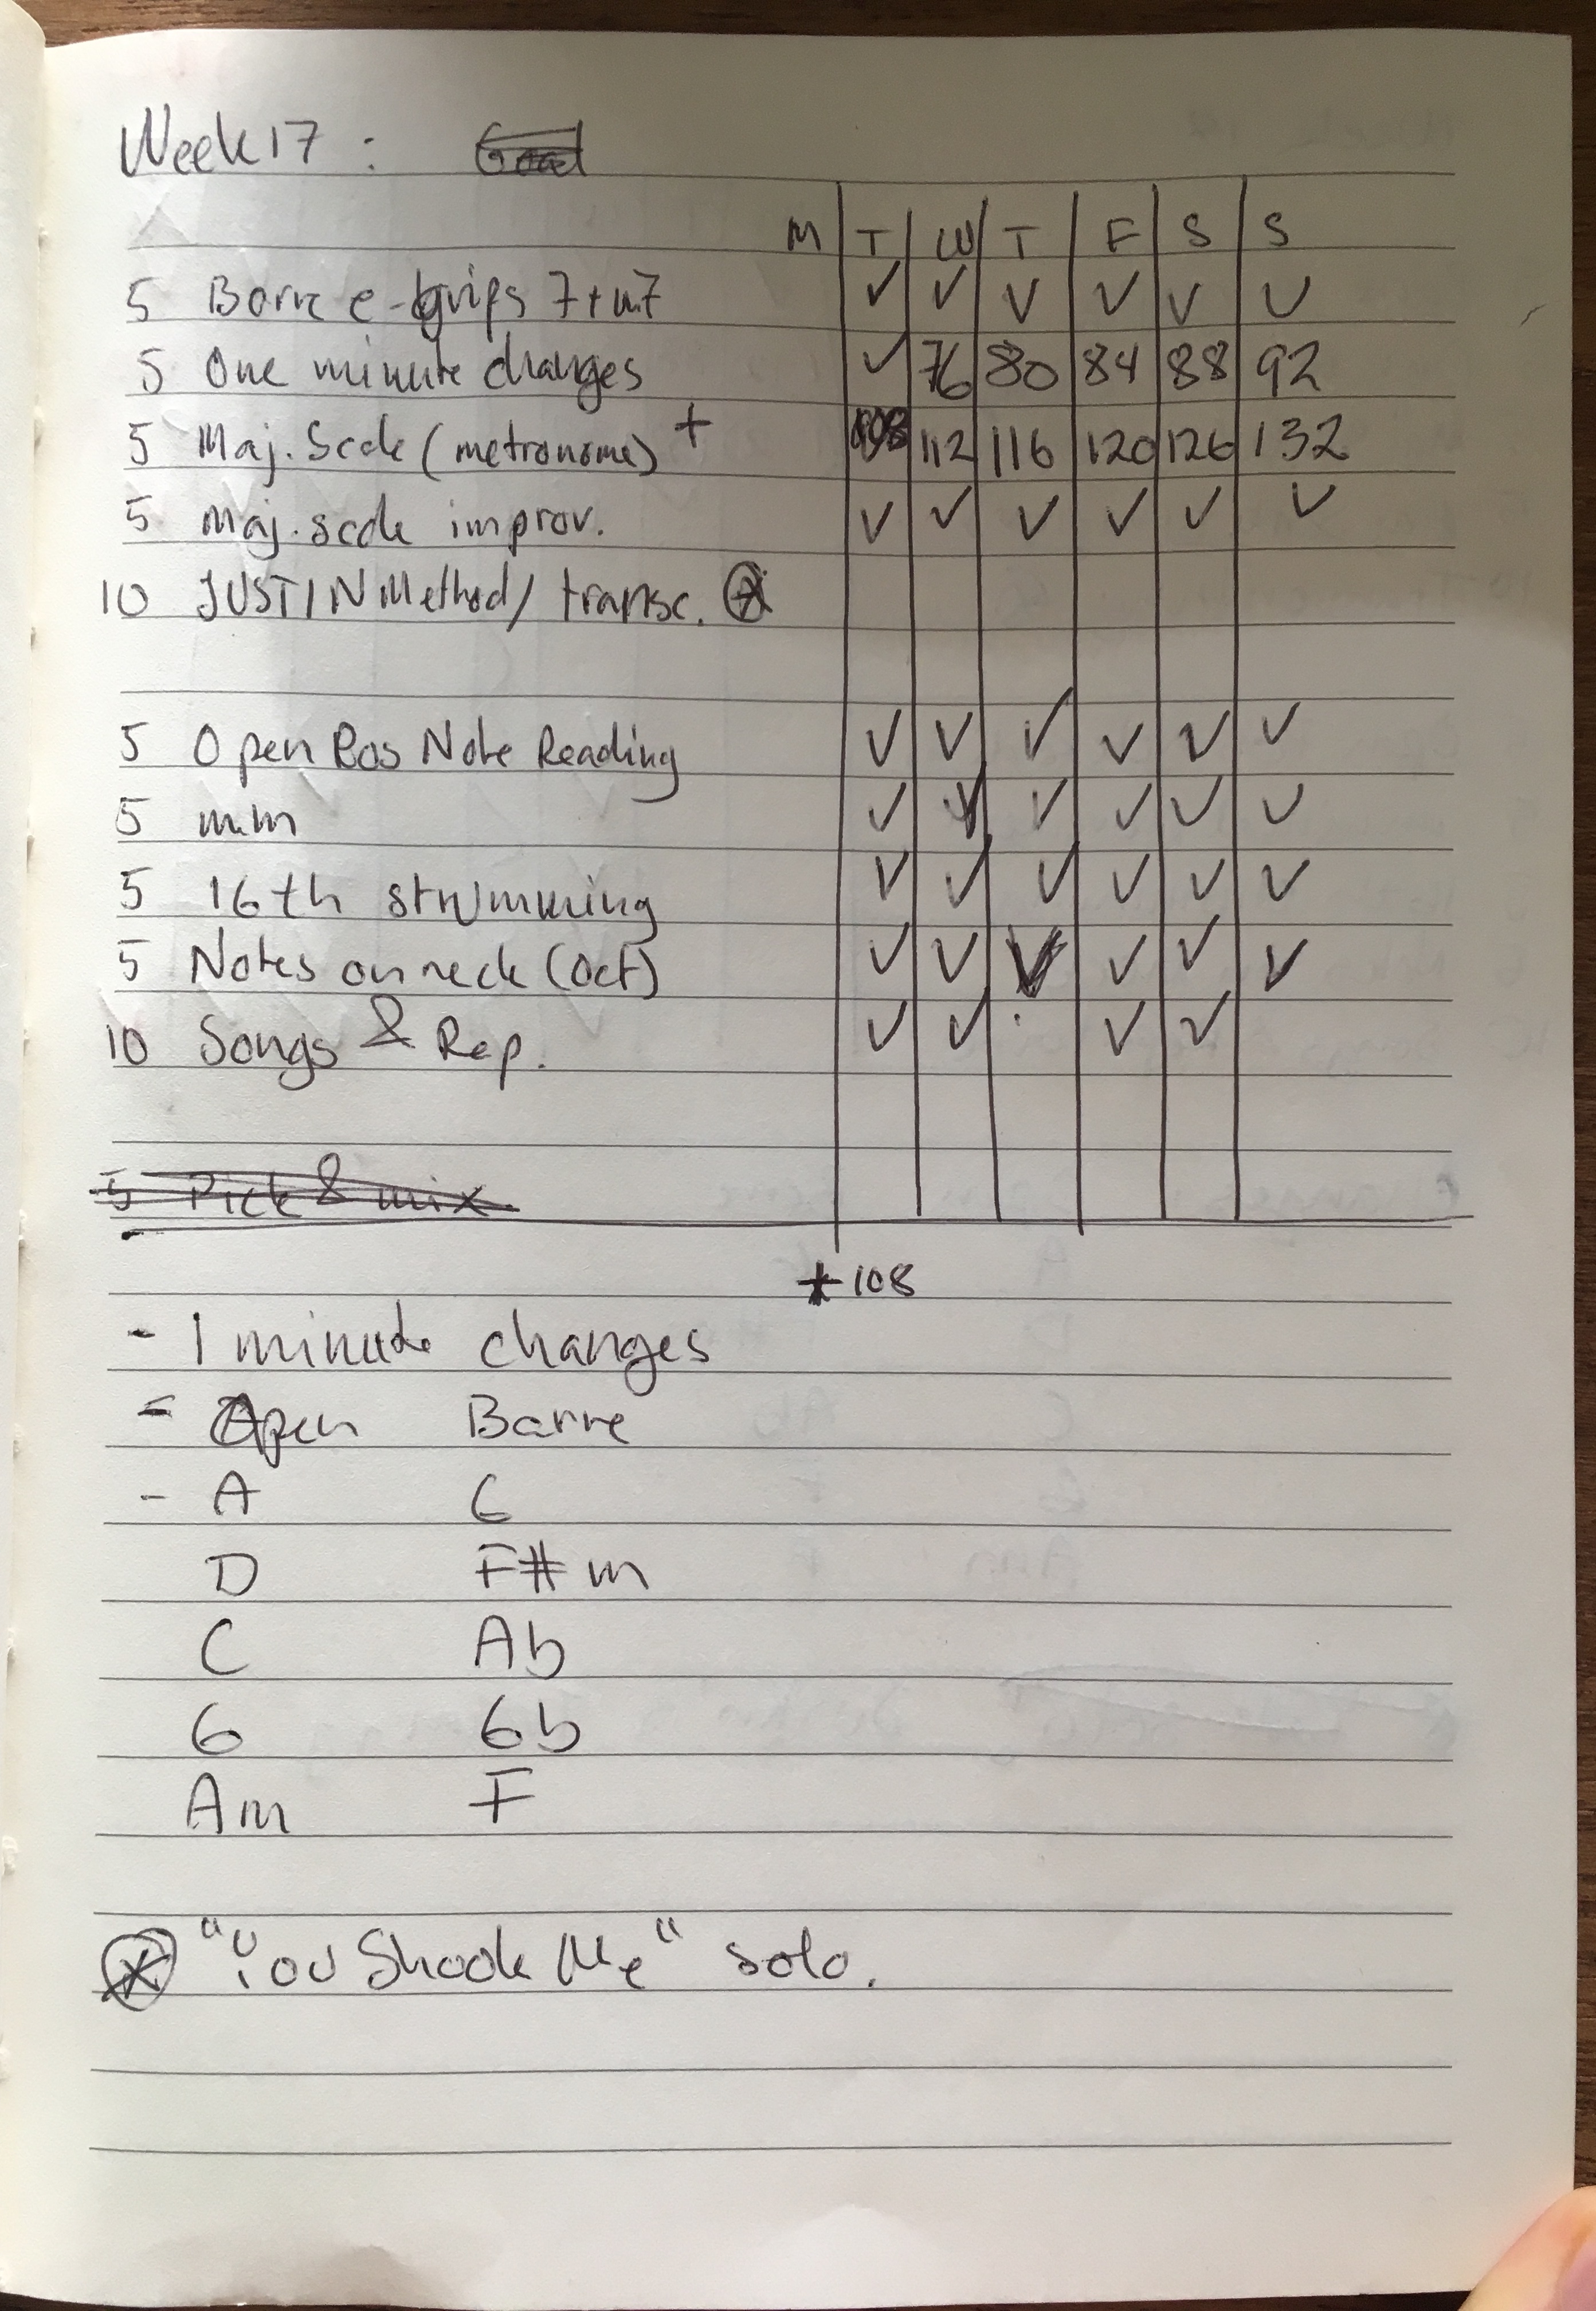 Week 17 :
M T W T F S S
5 Barre e-grips 7+m7 ✓ ✓ ✓ ✓ ✓ ✓
5 One minute changes ✓ 76 80 84 88 92
5 Maj. Scale (metronome) + 108 112 116 120 126 132
5 Maj. scale improv. ✓ ✓ ✓ ✓ ✓ ✓
10 JUSTIN Method / transc. ⊛
5 Open Pos Note Reading ✓ ✓ ✓ ✓ ✓ ✓
5 mm ✓ ✓ ✓ ✓ ✓ ✓
5 16th strumming ✓ ✓ ✓ ✓ ✓ ✓
5 Notes on neck (oct) ✓ ✓ ✓ ✓ ✓ ✓
10 Songs & Rep. ✓ ✓ ✓ ✓
5 Pick & mix
* 108
- 1 minute changes
- Open Barre
- A G
D F#m
C Ab
G Gb
Am F
⊛ "You Shook Me" solo.